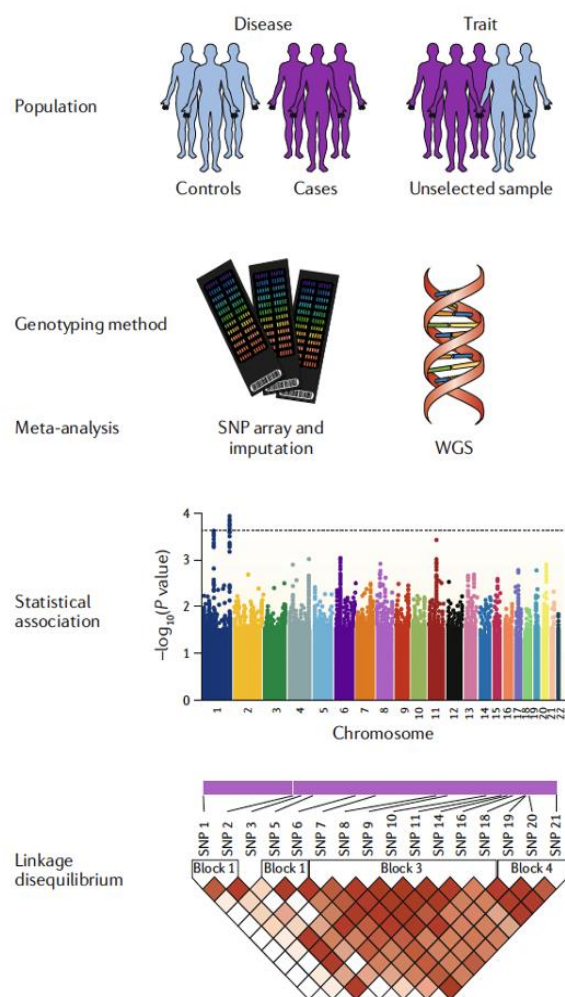 Disease
Trait
Population
Controls
Cases
Unselected sample
Genotyping method
Meta-analysis
SNP array and
imputation
WGS
Statistical
association
–log10(P value)
4
3
2
1
0
1 2 3 4 5 6 7 8 9 10 11 12 13 14 15 16 17 18 19 20 21 22
Chromosome
Linkage
disequilibrium
SNP 1
SNP 2
SNP 3
SNP 5
SNP 6
SNP 7
SNP 8
SNP 9
SNP 10
SNP 11
SNP 14
SNP 16
SNP 18
SNP 19
SNP 20
SNP 21
Block 1
Block 1
Block 3
Block 4